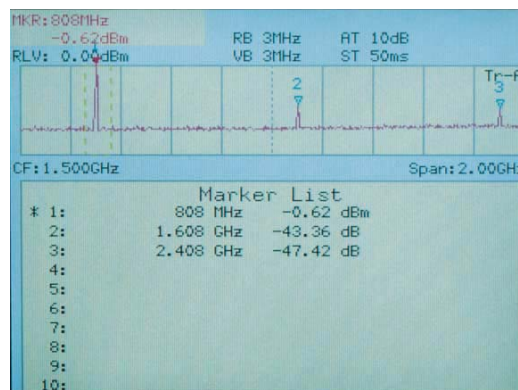 MKR:808MHz
-0.62dBm RB 3MHz AT 10dB
RLV: 0.00dBm VB 3MHz ST 50ms
Tr-A
2 3
CF:1.500GHz Span:2.00GHz
Marker List
* 1: 808 MHz -0.62 dBm
2: 1.608 GHz -43.36 dB
3: 2.408 GHz -47.42 dB
4:
5:
6:
7:
8:
9:
10: